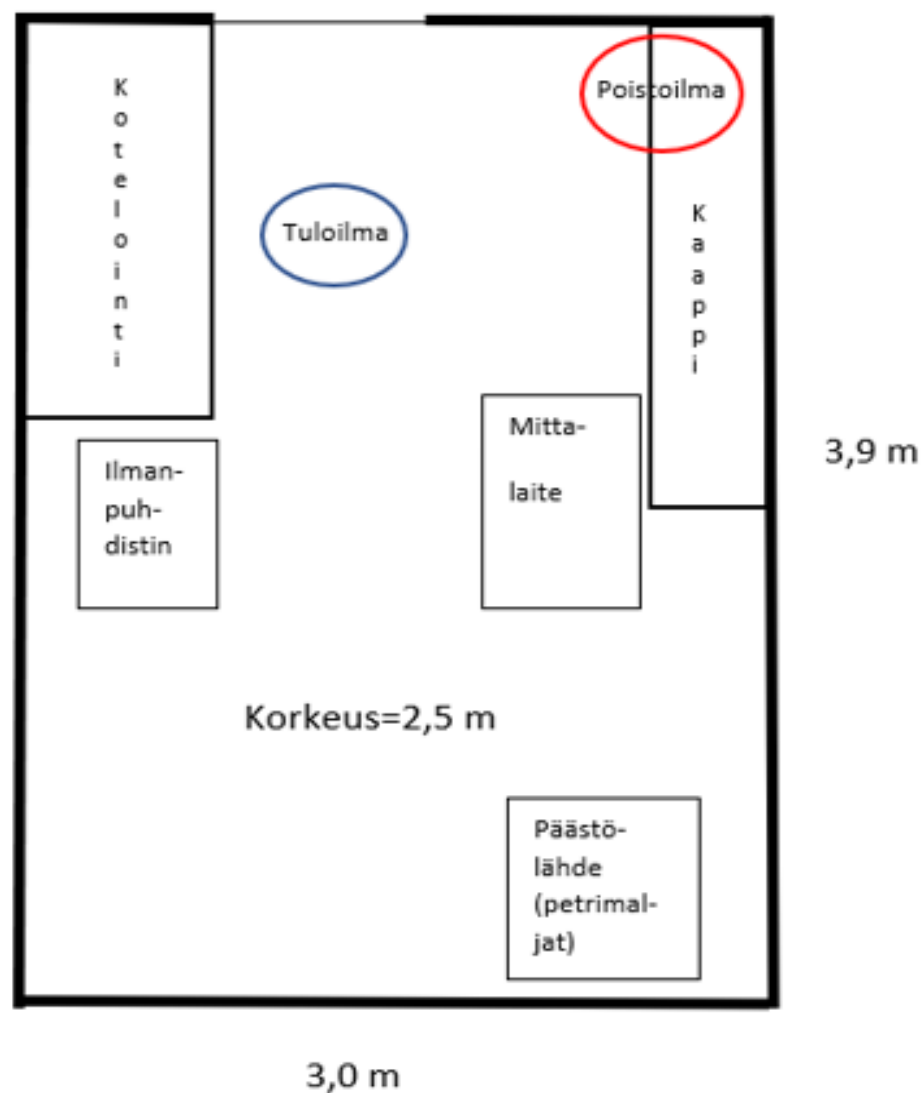 Kotelointi
Poistoilma
Tuloilma
Kaappi
Mitta-
laite
3,9 m
Ilman-
puh-
distin
Korkeus=2,5 m
Päästö-
lähde
(petrimal-
jat)
3,0 m